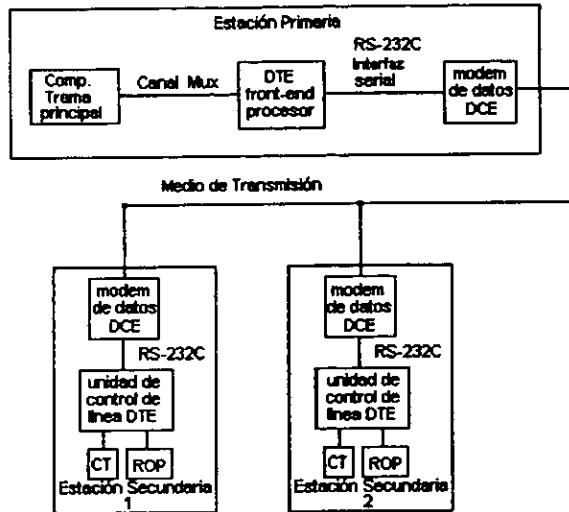 Estación Primaria
Comp.
Trama
principal
Canal Mux
DTE
front-end
procesor
RS-232C
Interfaz
serial
modem
de datos
DCE
Medio de Transmisión
modem
de datos
DCE
RS-232C
unidad de
control de
línea DTE
CT
ROP
Estación Secundaria
1
modem
de datos
DCE
RS-232C
unidad de
control de
línea DTE
CT
ROP
Estación Secundaria
2